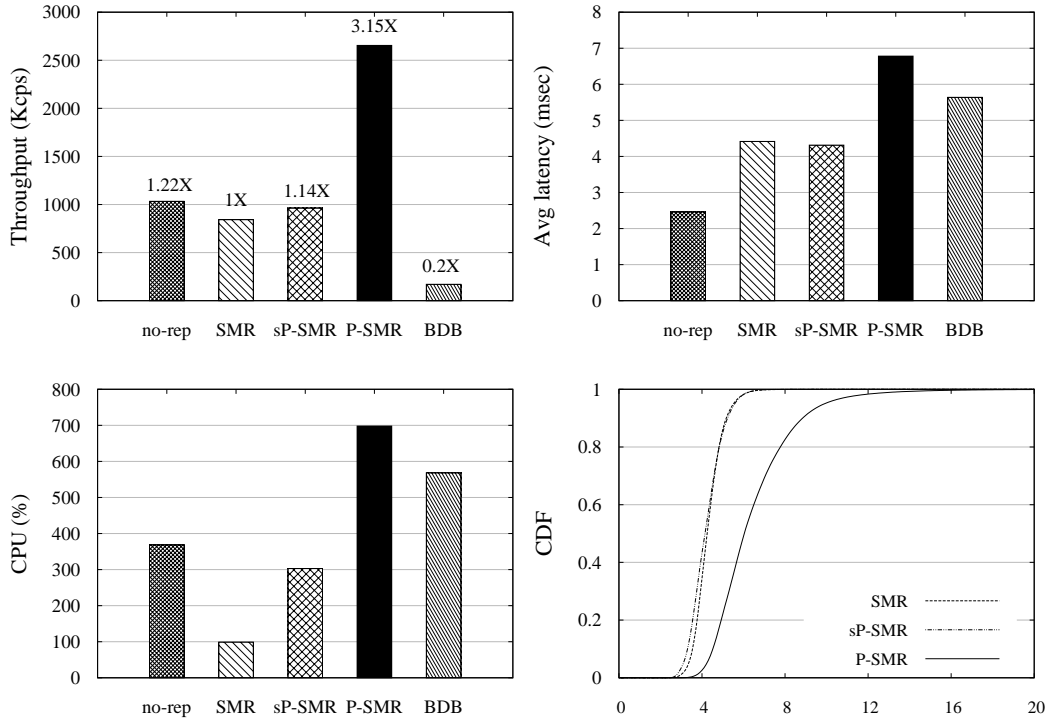 Throughput (Kcps)
3000
2500
2000
1500
1000
500
0
1.22X
1X
1.14X
3.15X
0.2X
no-rep SMR sP-SMR P-SMR BDB
Avg latency (msec)
8
7
6
5
4
3
2
1
0
no-rep SMR sP-SMR P-SMR BDB
CPU (%)
800
700
600
500
400
300
200
100
0
no-rep SMR sP-SMR P-SMR BDB
CDF
1
0.8
0.6
0.4
0.2
0
SMR
sP-SMR
P-SMR
0 4 8 12 16 20